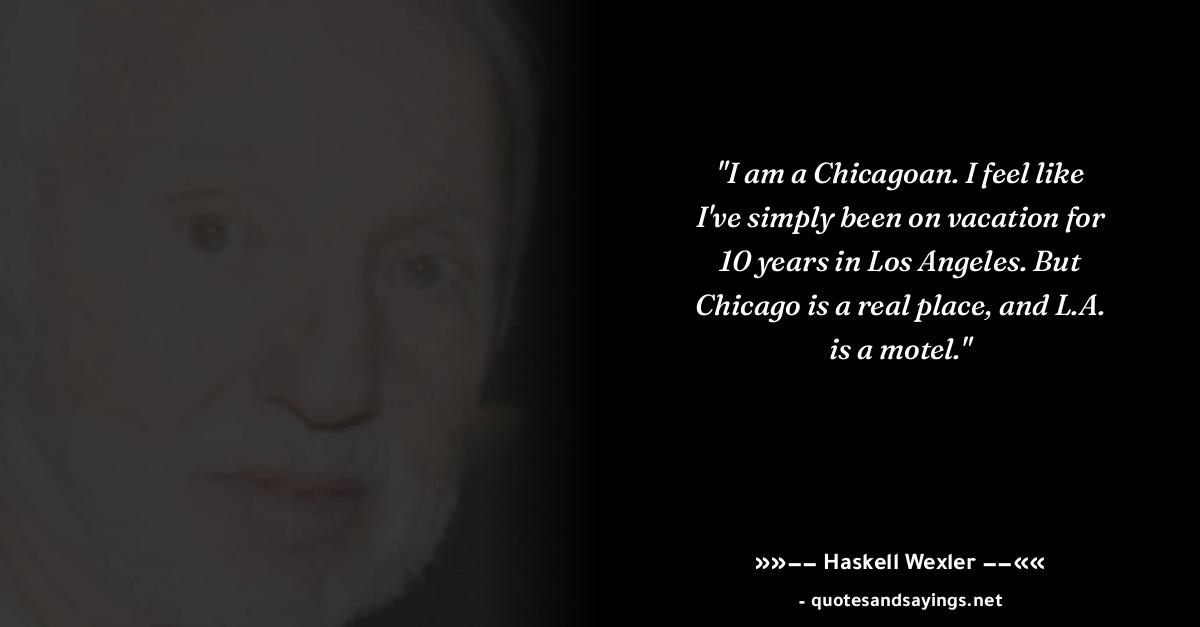 "I am a Chicagoan. I feel like
I've simply been on vacation for
10 years in Los Angeles. But
Chicago is a real place, and L.A.
is a motel."
»»−− Haskell Wexler −−««
- quotesandsayings.net